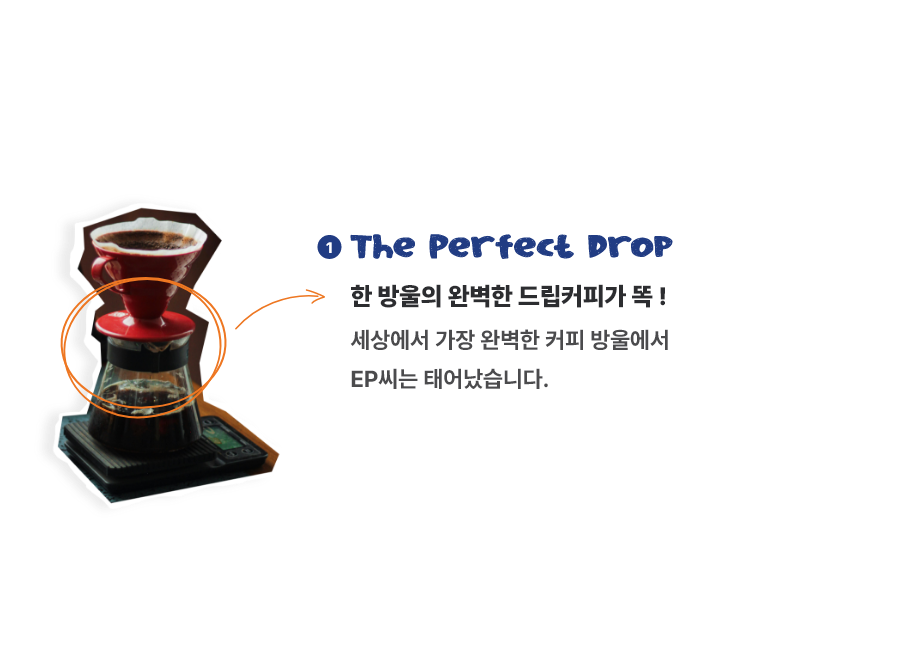 ① The Perfect Drop
한 방울의 완벽한 드립커피가 똑 !
세상에서 가장 완벽한 커피 방울에서
EP씨는 태어났습니다.